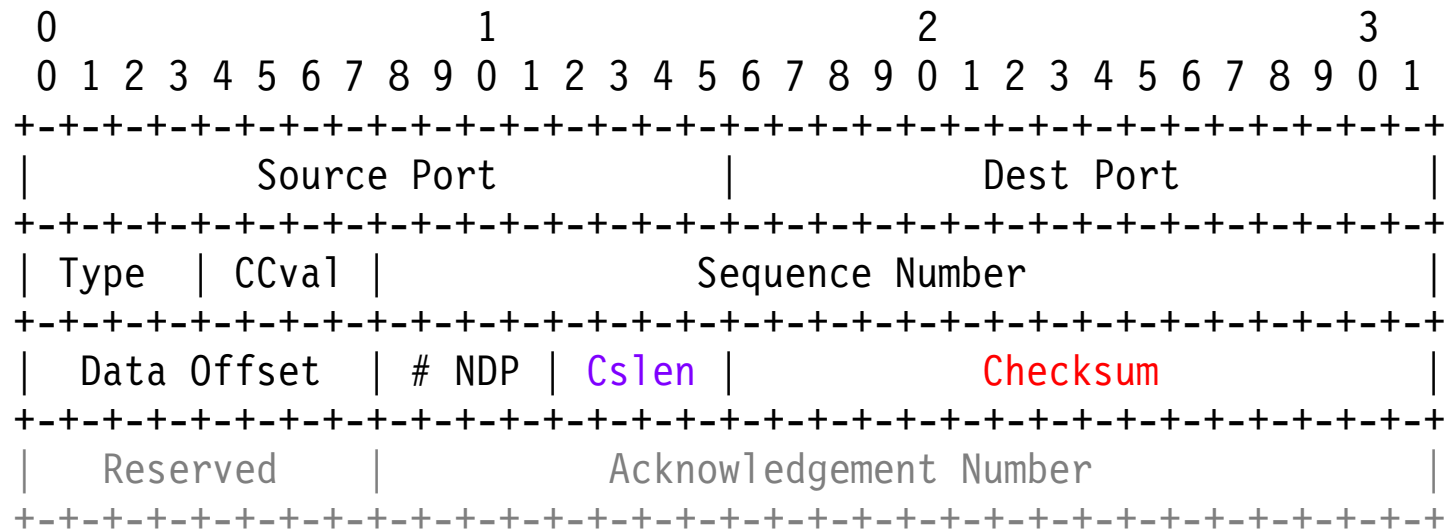 0                   1                   2                   3
 0 1 2 3 4 5 6 7 8 9 0 1 2 3 4 5 6 7 8 9 0 1 2 3 4 5 6 7 8 9 0 1
+-+-+-+-+-+-+-+-+-+-+-+-+-+-+-+-+-+-+-+-+-+-+-+-+-+-+-+-+-+-+-+-+
|          Source Port          |           Dest Port           |
+-+-+-+-+-+-+-+-+-+-+-+-+-+-+-+-+-+-+-+-+-+-+-+-+-+-+-+-+-+-+-+-+
| Type  | CCval |              Sequence Number                  |
+-+-+-+-+-+-+-+-+-+-+-+-+-+-+-+-+-+-+-+-+-+-+-+-+-+-+-+-+-+-+-+-+
|  Data Offset  | # NDP | Cslen |           Checksum            |
+-+-+-+-+-+-+-+-+-+-+-+-+-+-+-+-+-+-+-+-+-+-+-+-+-+-+-+-+-+-+-+-+
|   Reserved    |          Acknowledgement Number               |
+-+-+-+-+-+-+-+-+-+-+-+-+-+-+-+-+-+-+-+-+-+-+-+-+-+-+-+-+-+-+-+-+